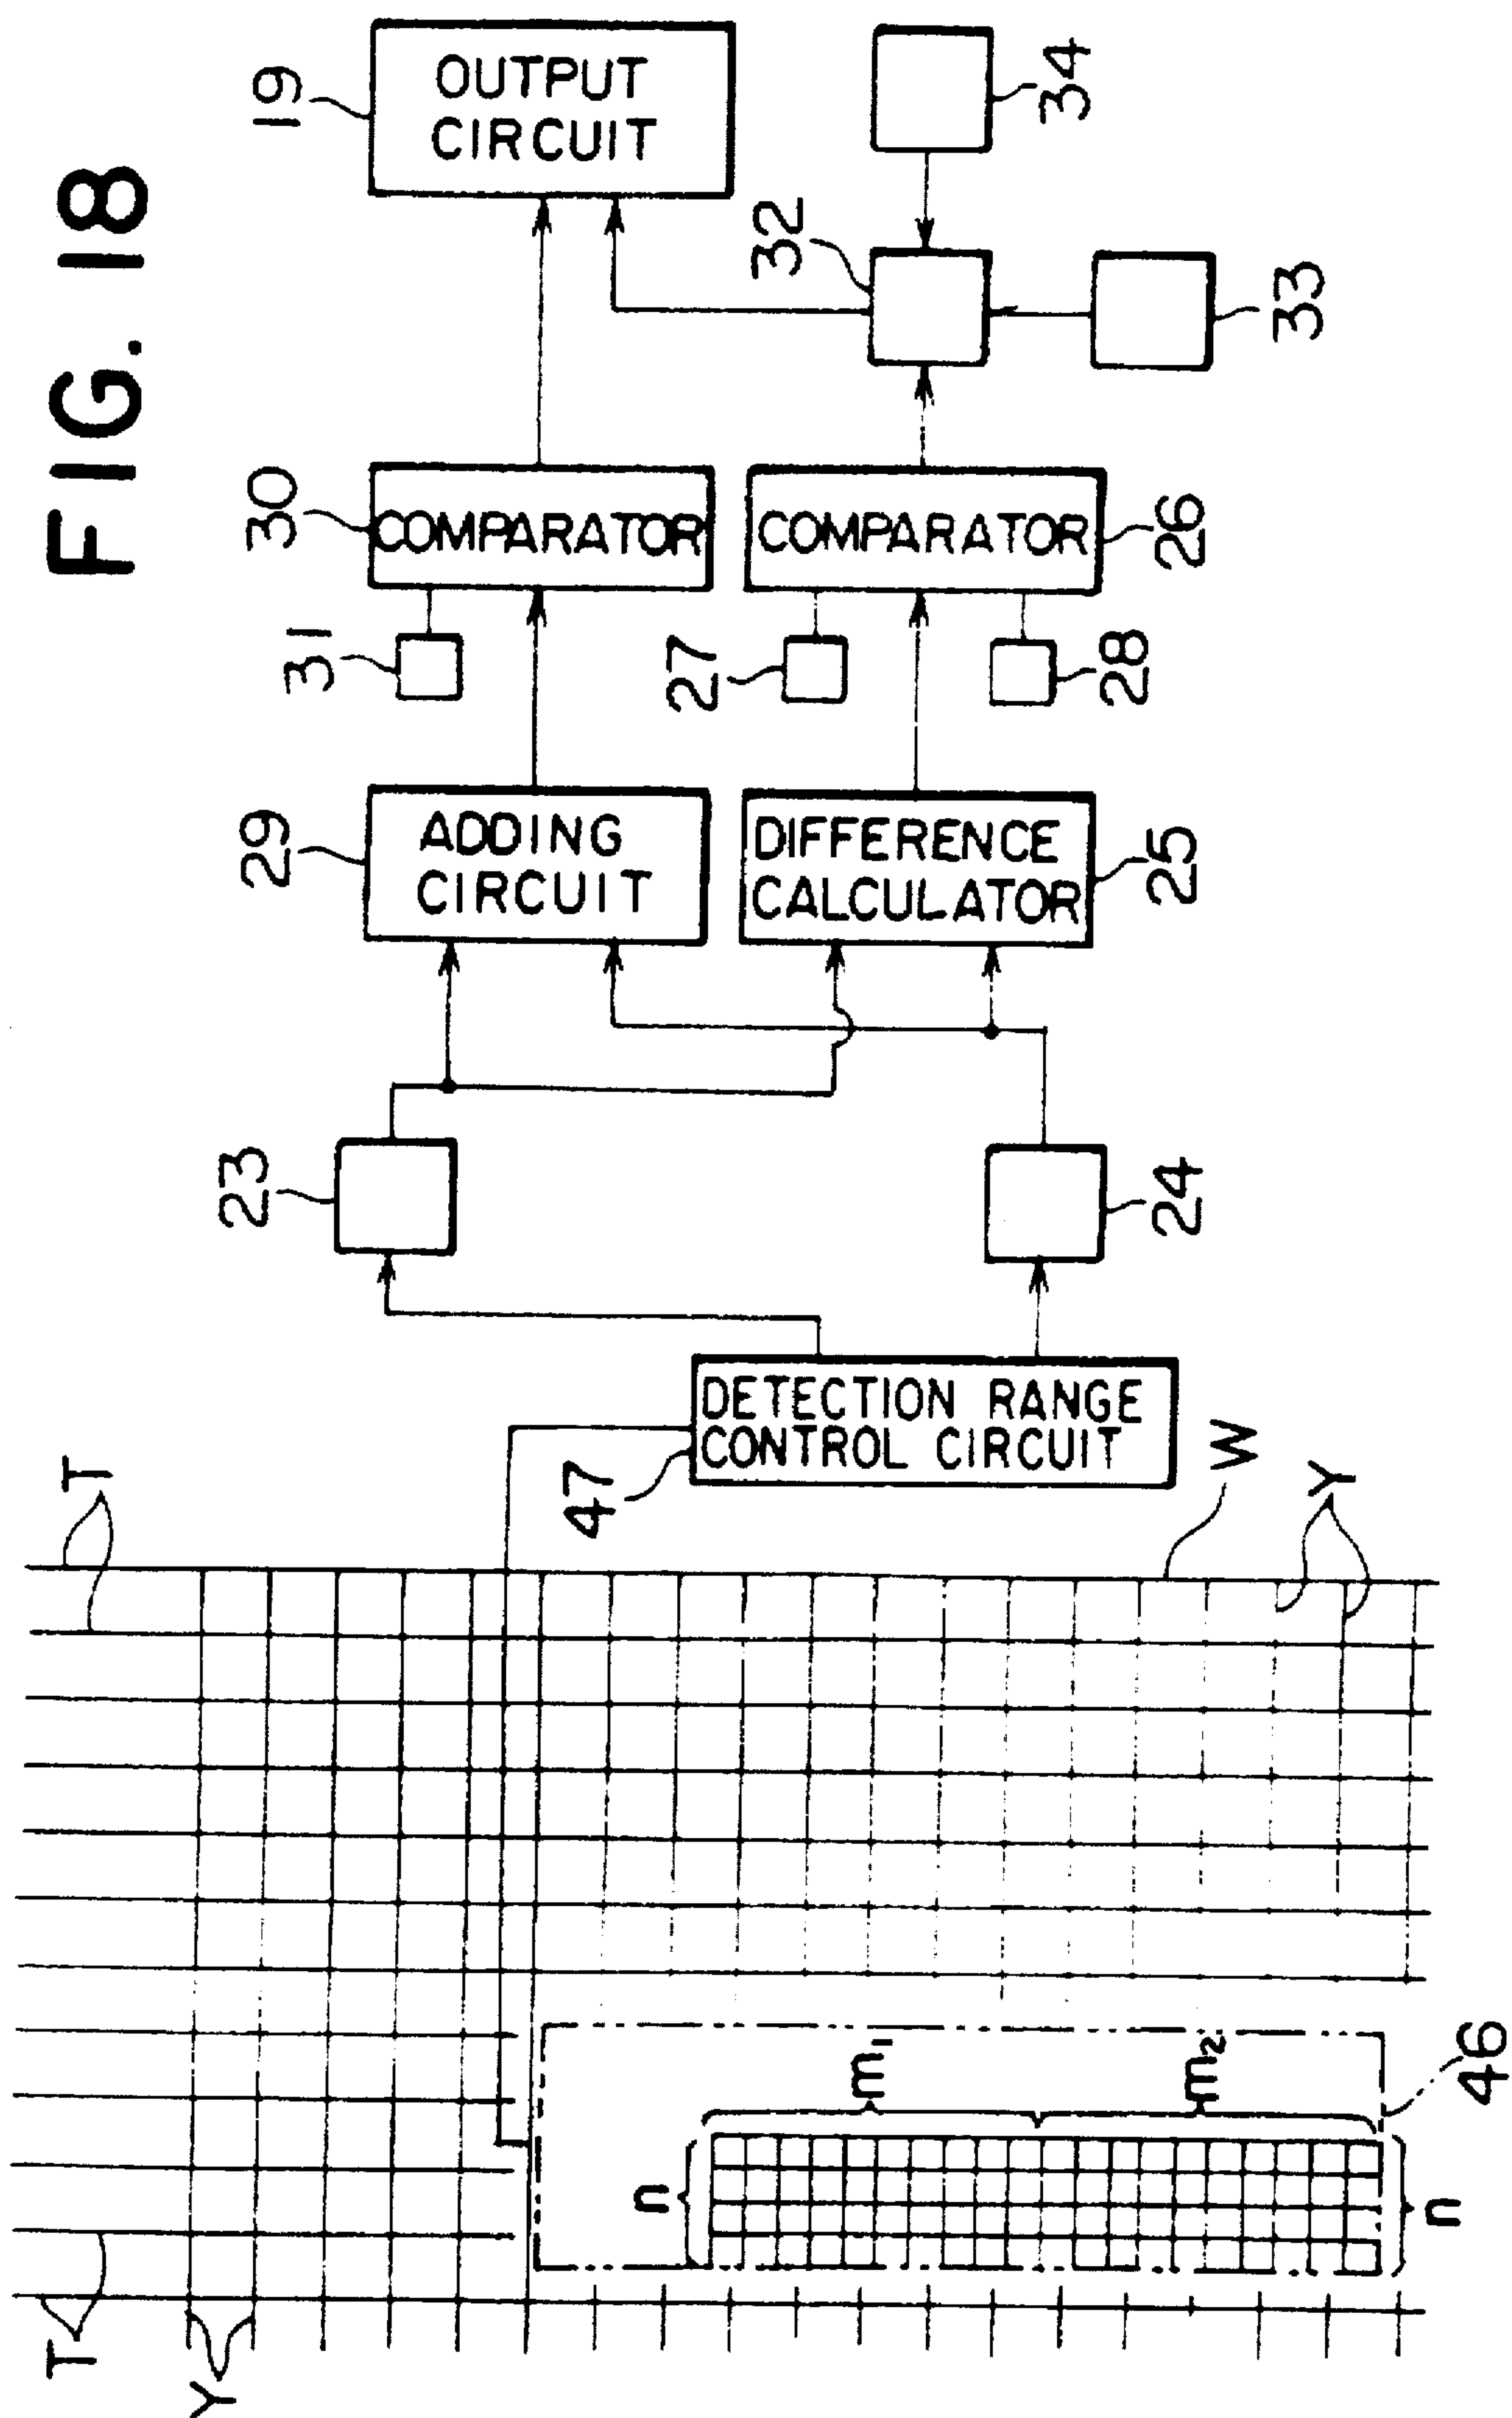 FIG. 18
19
OUTPUT
CIRCUIT
34
32
33
30
COMPARATOR
COMPARATOR
26
31
27
28
29
ADDING
CIRCUIT
DIFFERENCE
CALCULATOR
25
23
24
DETECTION RANGE
CONTROL CIRCUIT
47
T
W
Y
m₁
m₂
46
n
n
T
Y